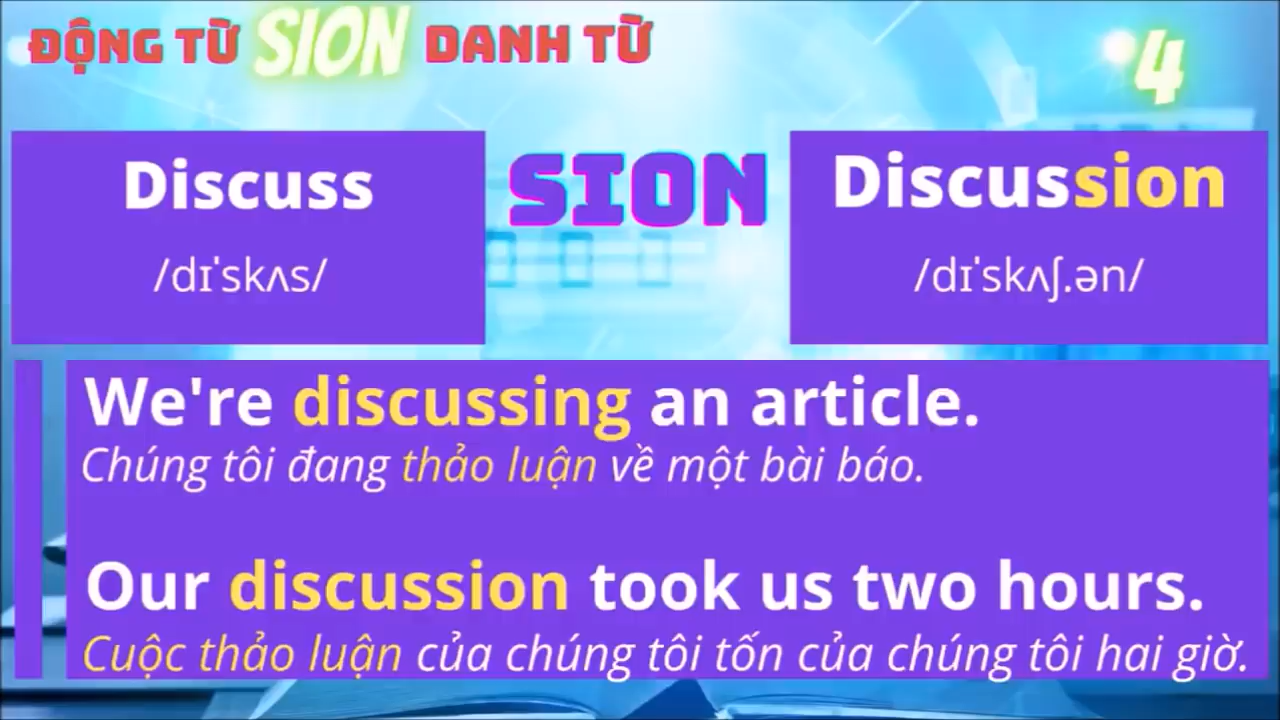 ĐỘNG TỪ SION DANH TỪ
4
Discuss
SION
Discussion
/dɪˈskʌs/
/dɪˈskʌʃ.ən/
We're discussing an article.
Chúng tôi đang thảo luận về một bài báo.
Our discussion took us two hours.
Cuộc thảo luận của chúng tôi tốn của chúng tôi hai giờ.